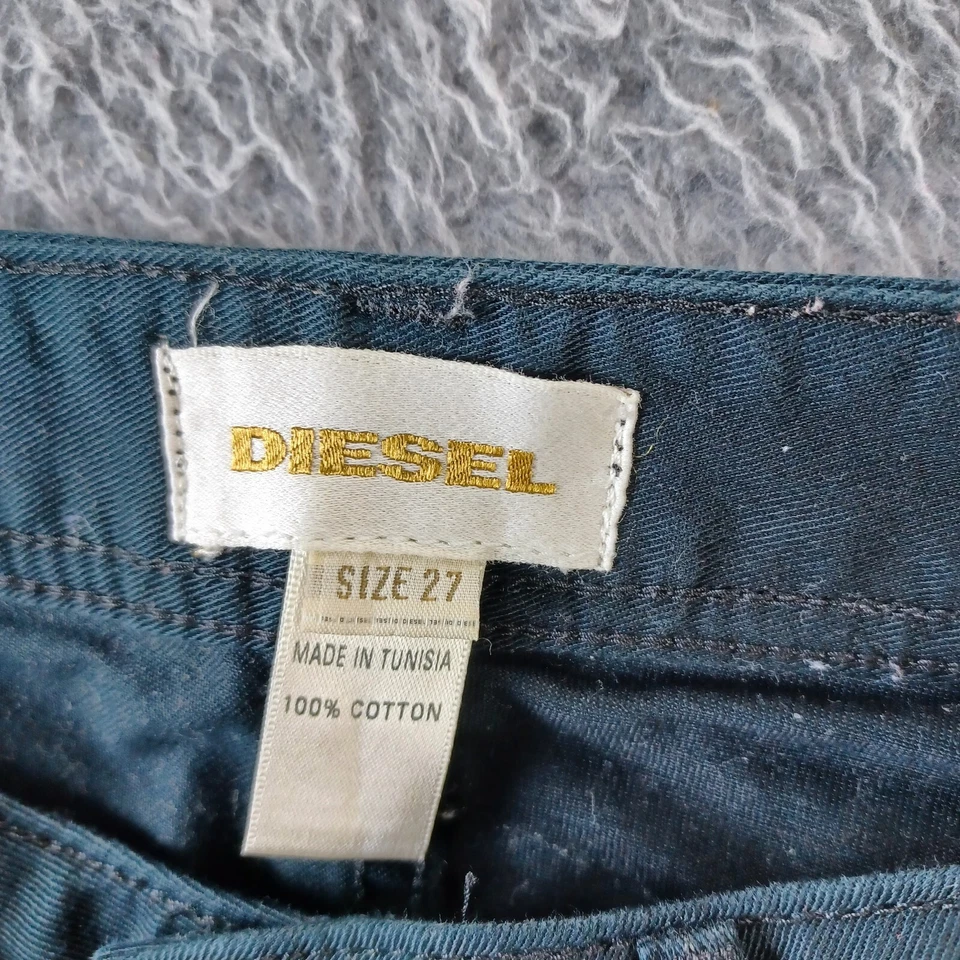 DIESEL
SIZE 27
MADE IN TUNISIA
100% COTTON